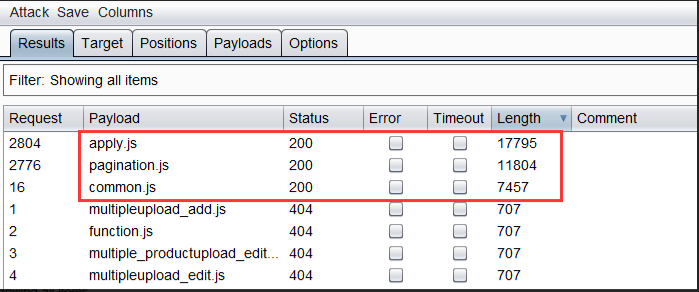 Attack Save Columns
Results Target Positions Payloads Options
Filter: Showing all items
Request Payload Status Error Timeout Length Comment
2804 apply.js 200 17795
2776 pagination.js 200 11804
16 common.js 200 7457
1 multipleupload_add.js 404 707
2 function.js 404 707
3 multiple_productupload_edit... 404 707
4 multipleupload_edit.js 404 707